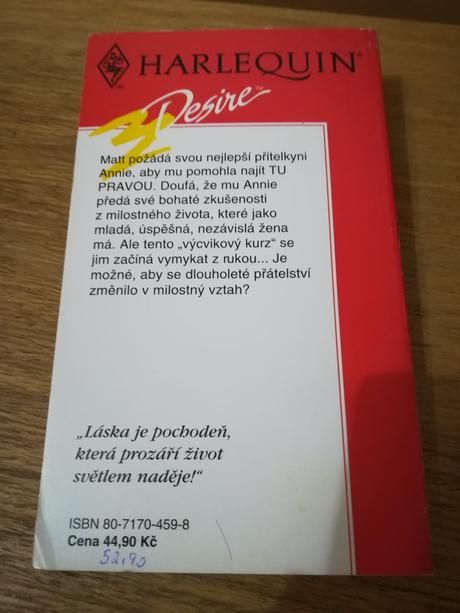 HARLEQUIN®
Desire™
Matt požádá svou nejlepší přítelkyni
Annie, aby mu pomohla najít TU
PRAVOU. Doufá, že mu Annie
předá své bohaté zkušenosti
z milostného života, které jako
mladá, úspěšná, nezávislá žena
má. Ale tento „výcvikový kurz“ se
jim začíná vymykat z rukou... Je
možné, aby se dlouholeté přátelství
změnilo v milostný vztah?
„Láska je pochodeň,
která prozáří život
světlem naděje!“
ISBN 80-7170-459-8
Cena 44,90 Kč
52,90